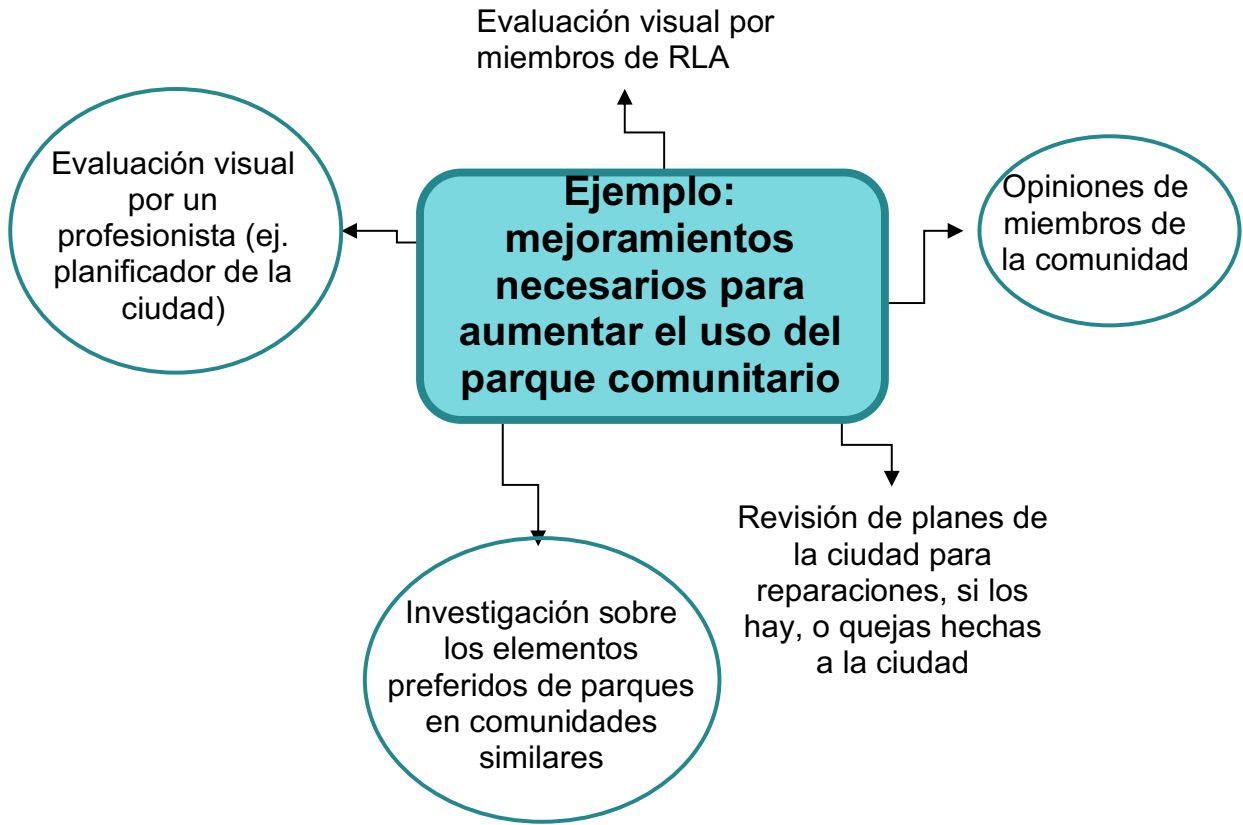 Evaluación visual por
miembros de RLA
Evaluación visual
por un
profesionista (ej.
planificador de la
ciudad)
Ejemplo:
mejoramientos
necesarios para
aumentar el uso del
parque comunitario
Opiniones de
miembros de
la comunidad
Revisión de planes de
la ciudad para
reparaciones, si los
hay, o quejas hechas
a la ciudad
Investigación sobre
los elementos
preferidos de parques
en comunidades
similares